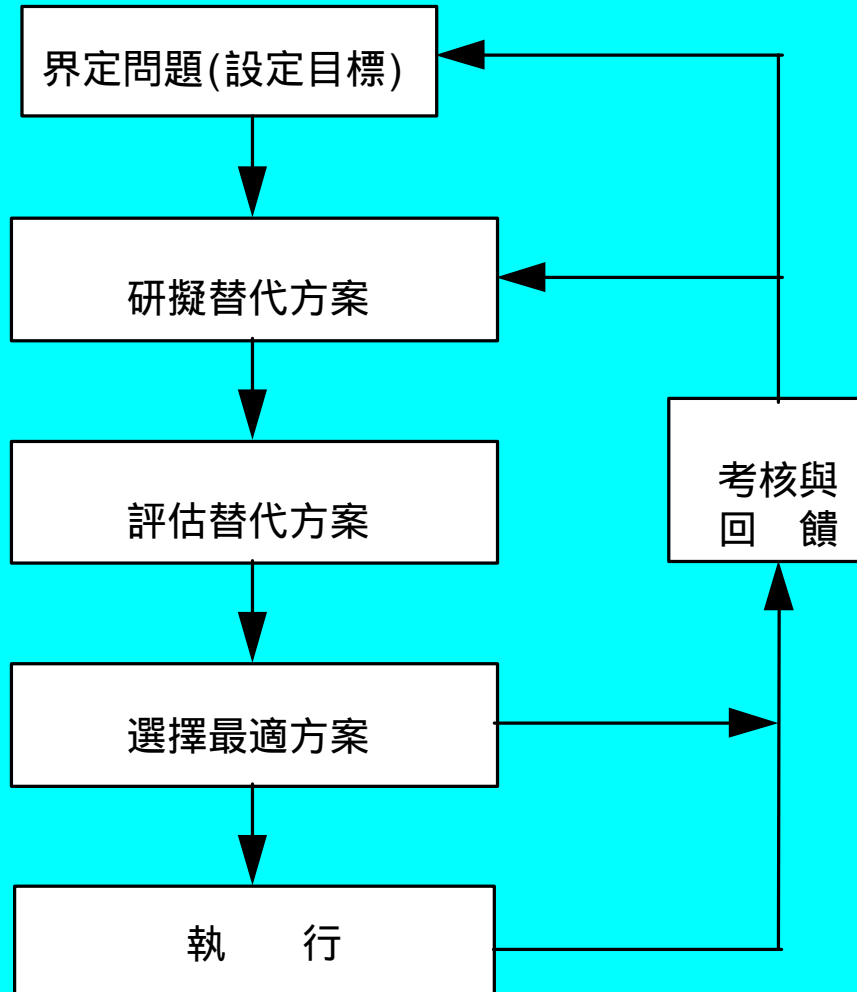 界定問題(設定目標)
研擬替代方案
評估替代方案
考核與
回　饋
選擇最適方案
執　　行